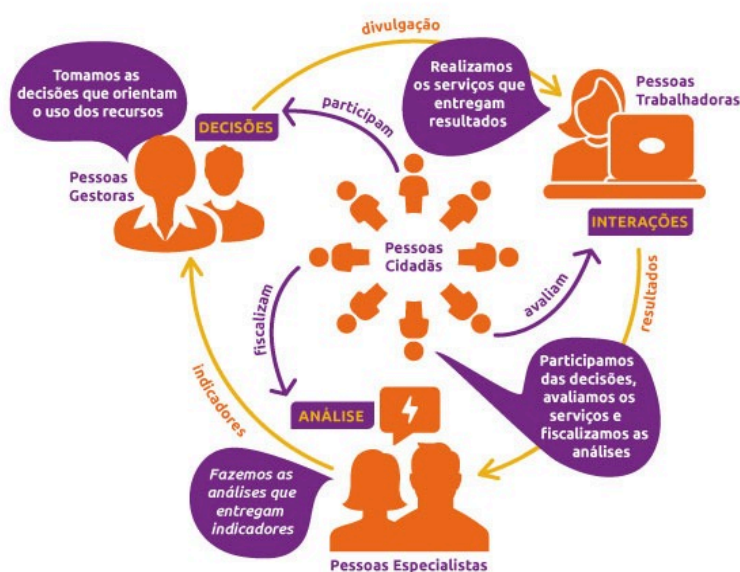 divulgação
Tomamos as
decisões que orientam
o uso dos recursos
DECISÕES
Pessoas
Gestoras
participam
Realizamos
os serviços que
entregam
resultados
Pessoas
Trabalhadoras
INTERAÇÕES
Pessoas
Cidadãs
fiscalizam
avaliam
resultados
indicadores
Participamos
das decisões,
avaliamos os
serviços e
fiscalizamos as
análises
ANÁLISE
Fazemos as
análises que
entregam
indicadores
Pessoas Especialistas